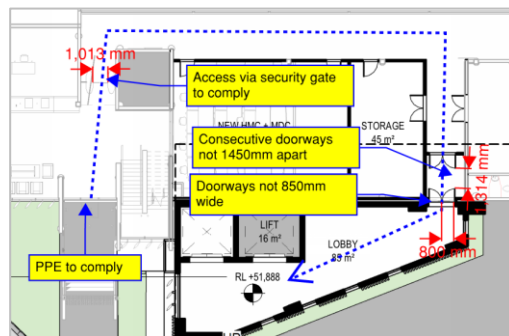 1,013 mm
Access via security gate
to comply
NEW HMC + MDC
STORAGE
45 m²
Consecutive doorways
not 1450mm apart
Doorways not 850mm
wide
1,314 mm
LIFT
16 m²
LOBBY
83 m²
800 mm
PPE to comply
RL +51,888